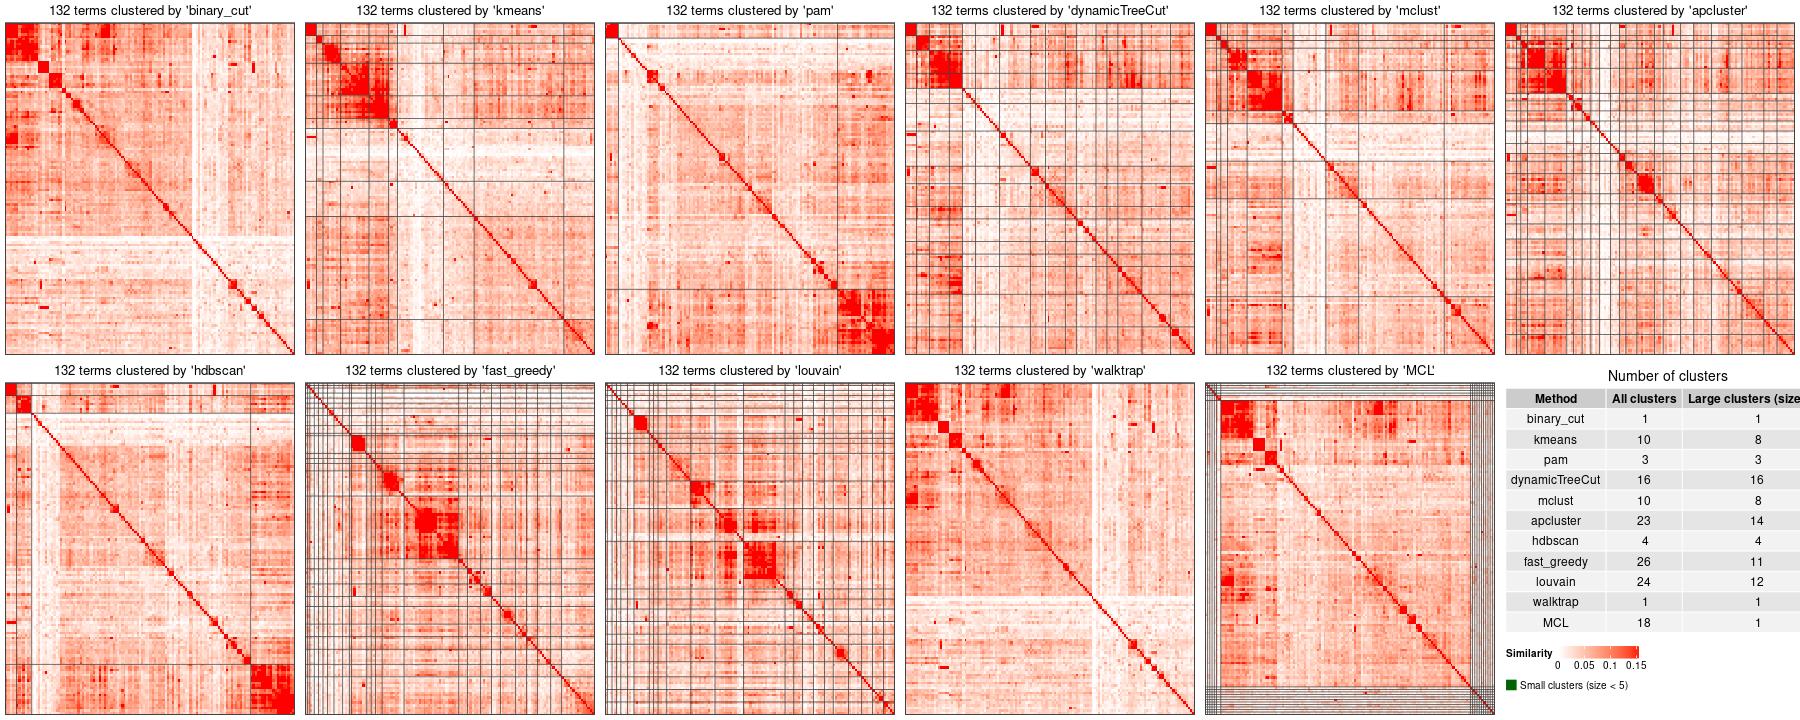 132 terms clustered by 'binary_cut'
132 terms clustered by 'kmeans'
132 terms clustered by 'pam'
132 terms clustered by 'dynamicTreeCut'
132 terms clustered by 'mclust'
132 terms clustered by 'apcluster'
132 terms clustered by 'hdbscan'
132 terms clustered by 'fast_greedy'
132 terms clustered by 'louvain'
132 terms clustered by 'walktrap'
132 terms clustered by 'MCL'
Number of clusters
Method All clusters Large clusters (size
binary_cut 1 1
kmeans 10 8
pam 3 3
dynamicTreeCut 16 16
mclust 10 8
apcluster 23 14
hdbscan 4 4
fast_greedy 26 11
louvain 24 12
walktrap 1 1
MCL 18 1
Similarity
0 0.05 0.1 0.15
Small clusters (size < 5)